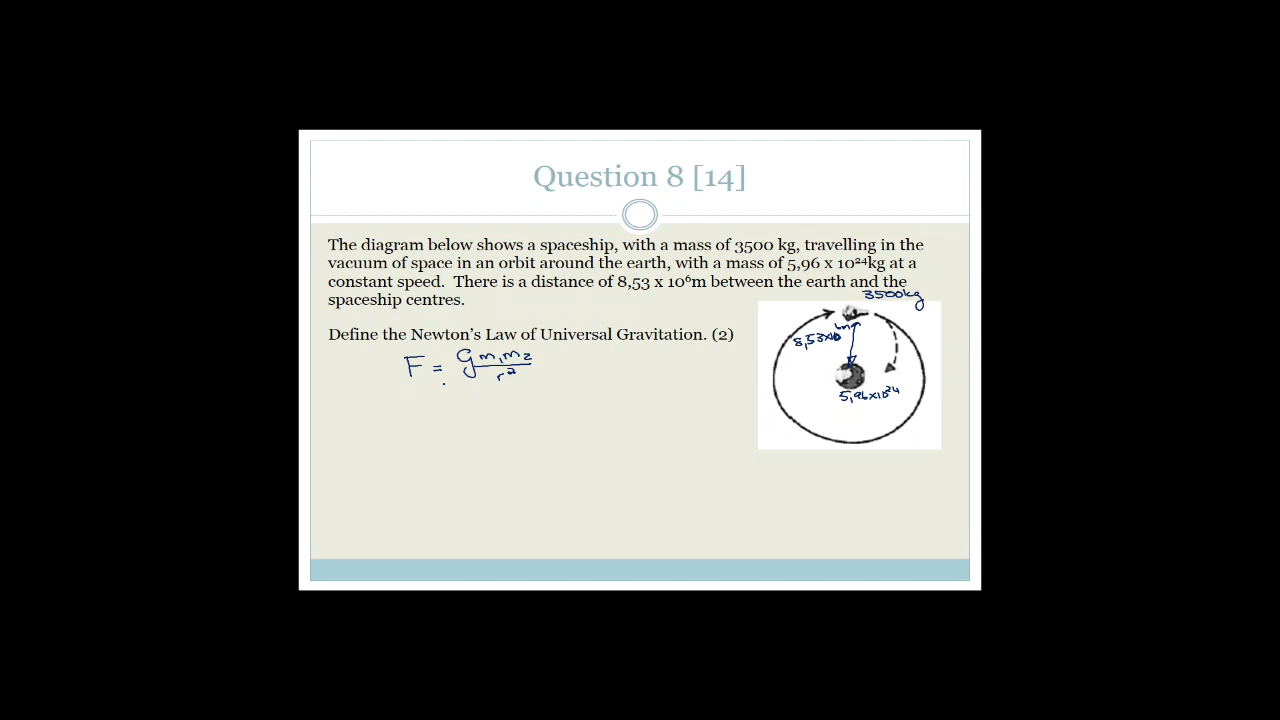 Question 8 [14]
The diagram below shows a spaceship, with a mass of 3500 kg, travelling in the
vacuum of space in an orbit around the earth, with a mass of 5,96 x 10²⁴kg at a
constant speed.  There is a distance of 8,53 x 10⁶m between the earth and the
spaceship centres.
3500kg
Define the Newton's Law of Universal Gravitation. (2)
8,53x10⁶m
F = Gm₁m₂/r²
5,96x10²⁴